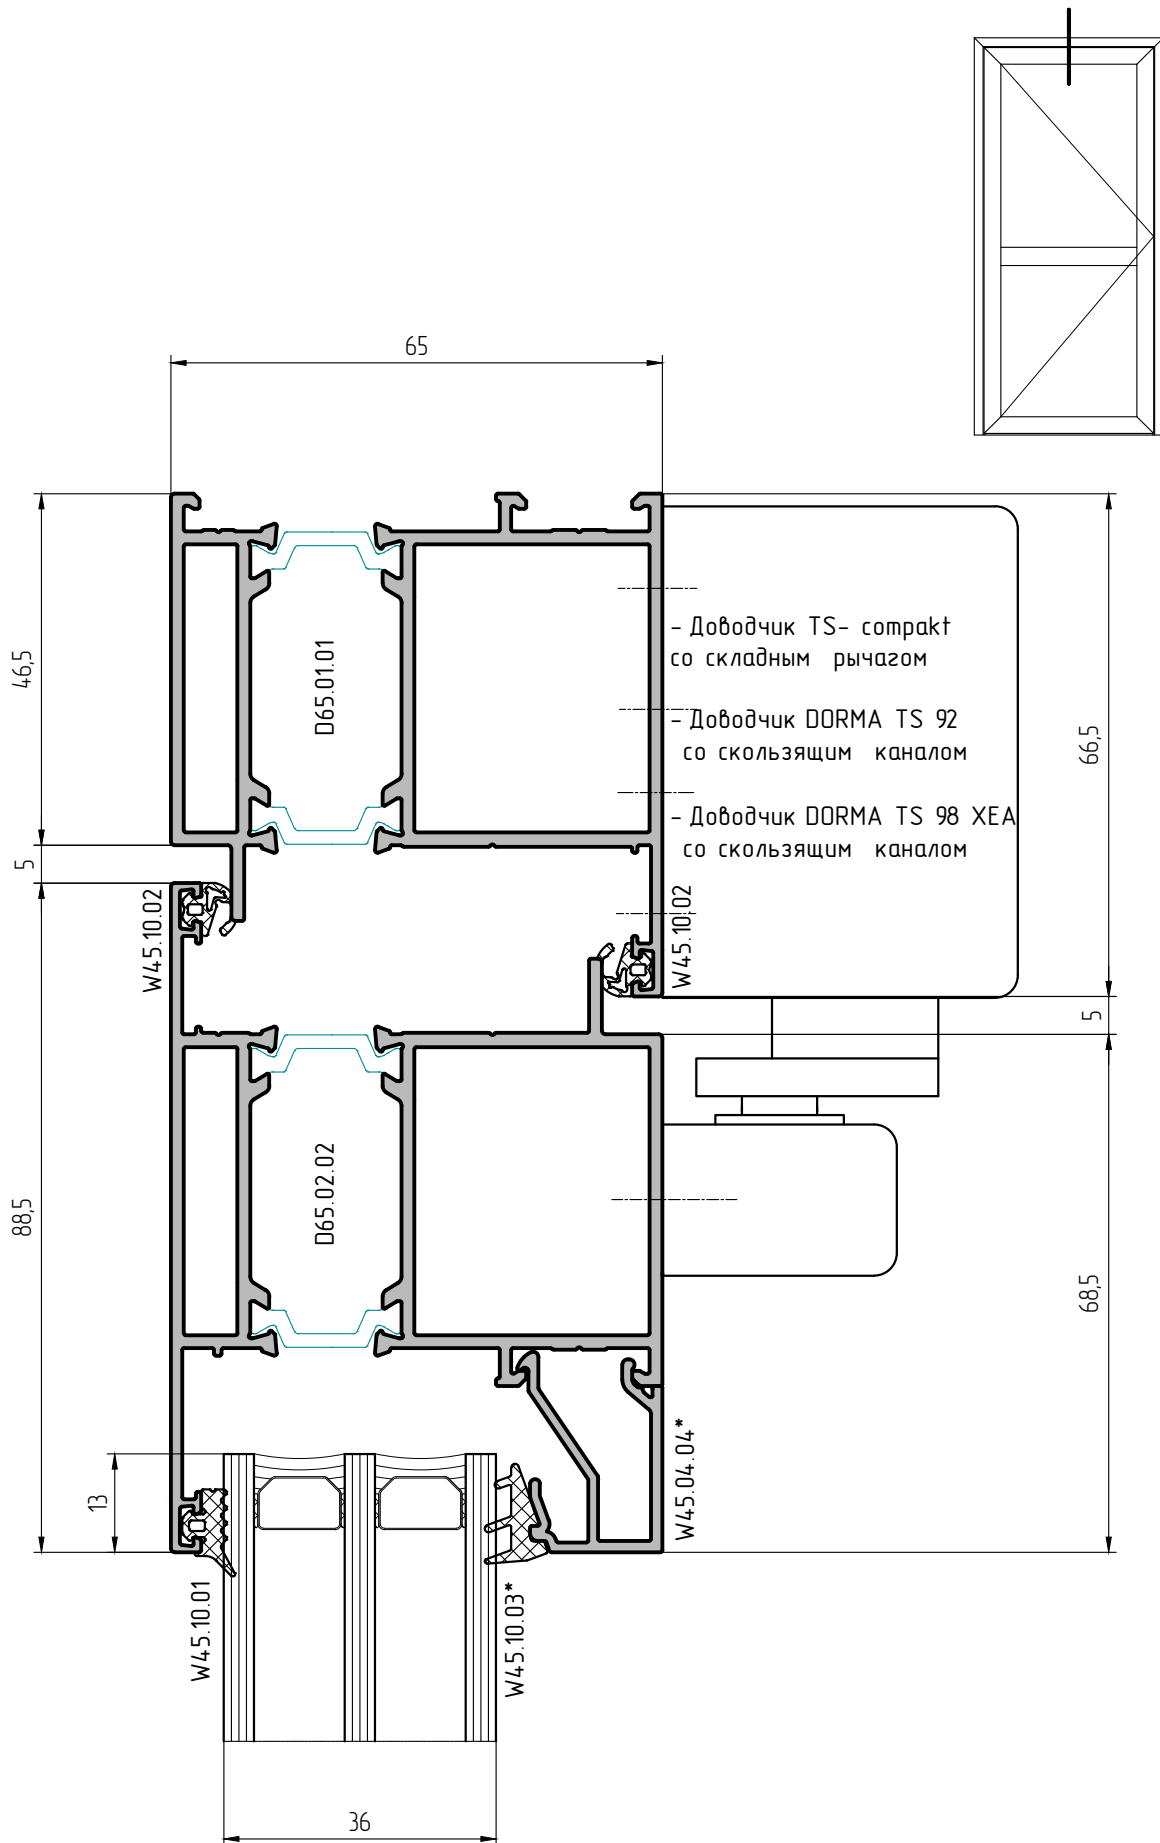 65
46,5
D65.01.01
- Доводчик TS- compakt
со складным рычагом
- Доводчик DORMA TS 92
со скользящим каналом
- Доводчик DORMA TS 98 XEA
со скользящим каналом
66,5
5
W45.10.02
W45.10.02
5
88,5
D65.02.02
68,5
13
W45.04.04*
W45.10.01
W45.10.03*
36